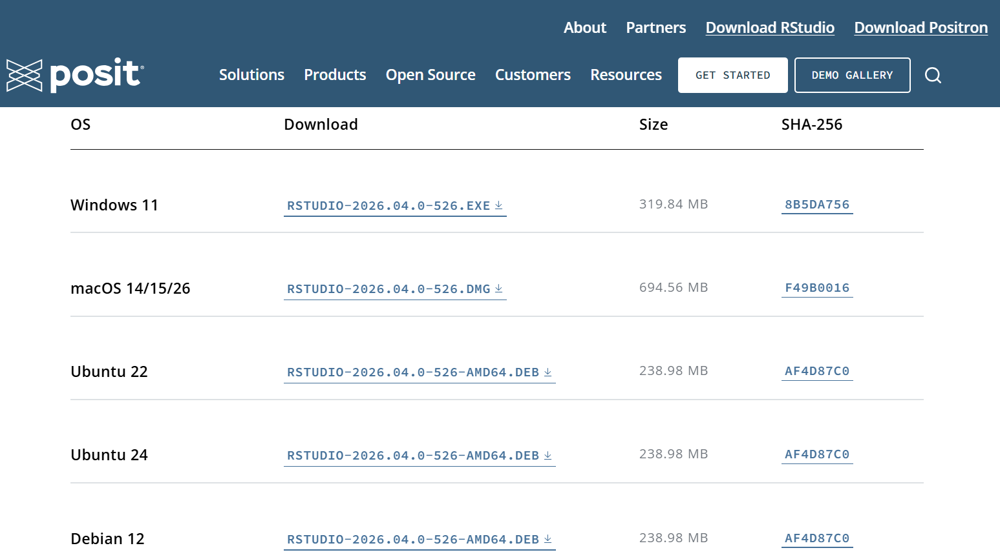 About Partners Download RStudio Download Positron
posit®
Solutions Products Open Source Customers Resources GET STARTED DEMO GALLERY
OS Download Size SHA-256
Windows 11 RSTUDIO-2026.04.0-526.EXE 319.84 MB 8B5DA756
macOS 14/15/26 RSTUDIO-2026.04.0-526.DMG 694.56 MB F49B0016
Ubuntu 22 RSTUDIO-2026.04.0-526-AMD64.DEB 238.98 MB AF4D87C0
Ubuntu 24 RSTUDIO-2026.04.0-526-AMD64.DEB 238.98 MB AF4D87C0
Debian 12 RSTUDIO-2026.04.0-526-AMD64.DEB 238.98 MB AF4D87C0